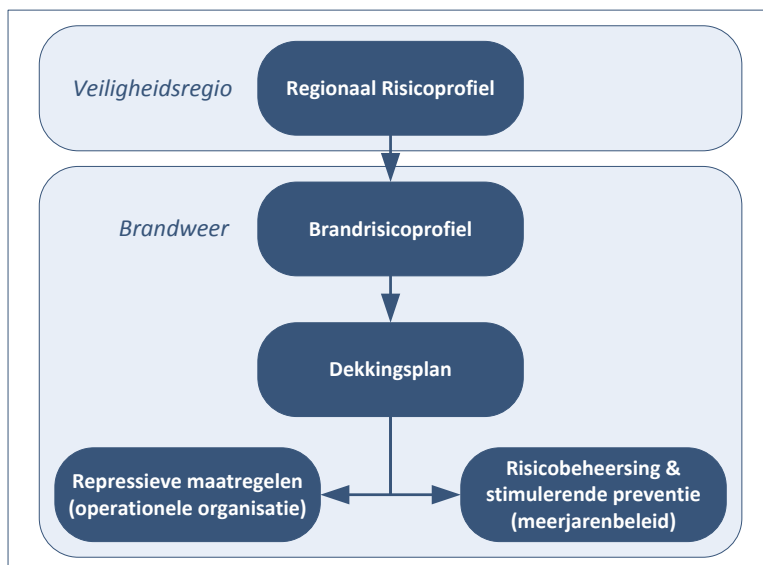 Veiligheidsregio
Regionaal Risicoprofiel
Brandweer
Brandrisicoprofiel
Dekkingsplan
Repressieve maatregelen
(operationele organisatie)
Risicobeheersing &
stimulerende preventie
(meerjarenbeleid)